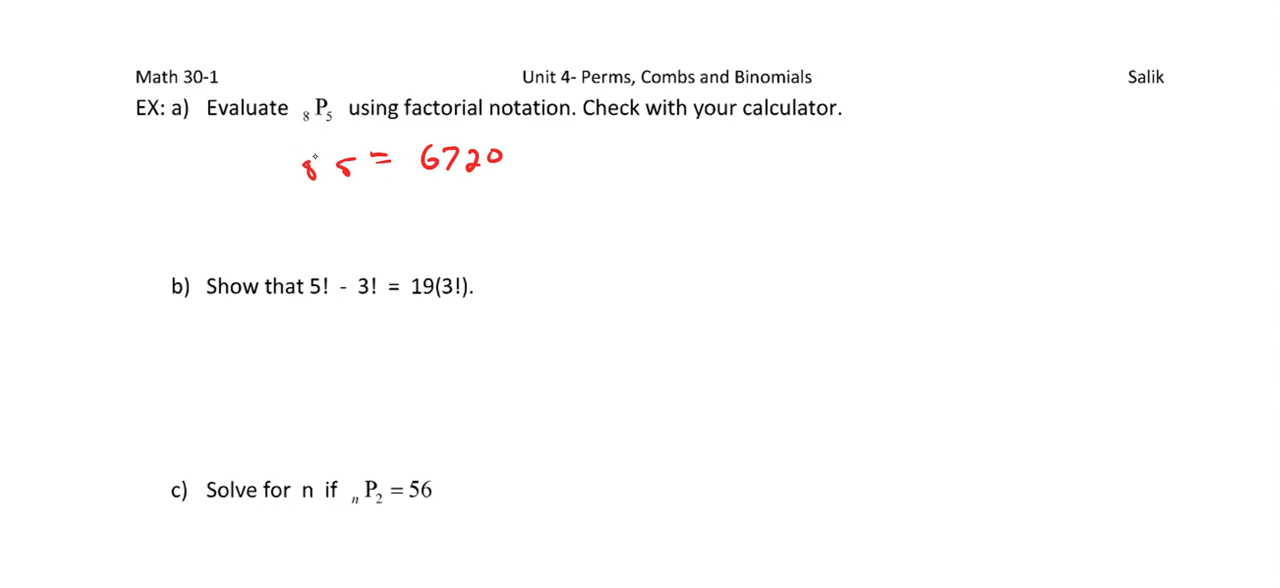 Math 30-1 Unit 4- Perms, Combs and Binomials Salik
EX: a) Evaluate ₈P₅ using factorial notation. Check with your calculator.
8 5 = 6720
b) Show that 5! - 3! = 19(3!).
c) Solve for n if ₙP₂ = 56